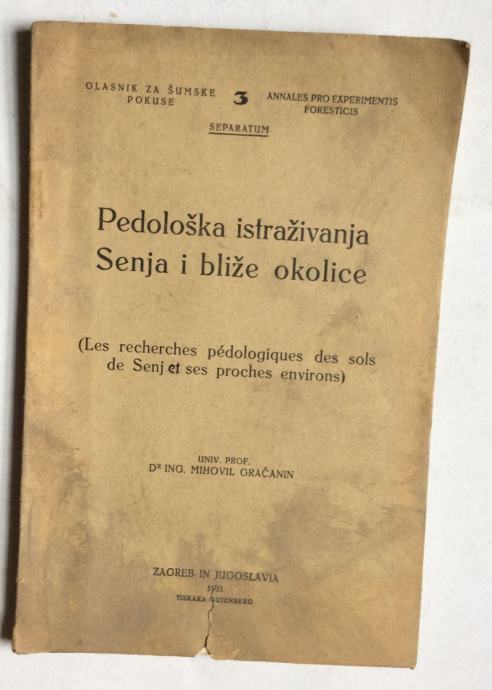 GLASNIK ZA ŠUMSKE
POKUSE
3
ANNALES PRO EXPERIMENTIS
FORESTICIS
SEPARATUM
Pedološka istraživanja
Senja i bliže okolice
(Les recherches pédologiques des sols
de Senj et ses proches environs)
UNIV. PROF.
Dr ING. MIHOVIL GRAČANIN
ZAGREB IN JUGOSLAVIA
1931
TISKARA GUTENBERG